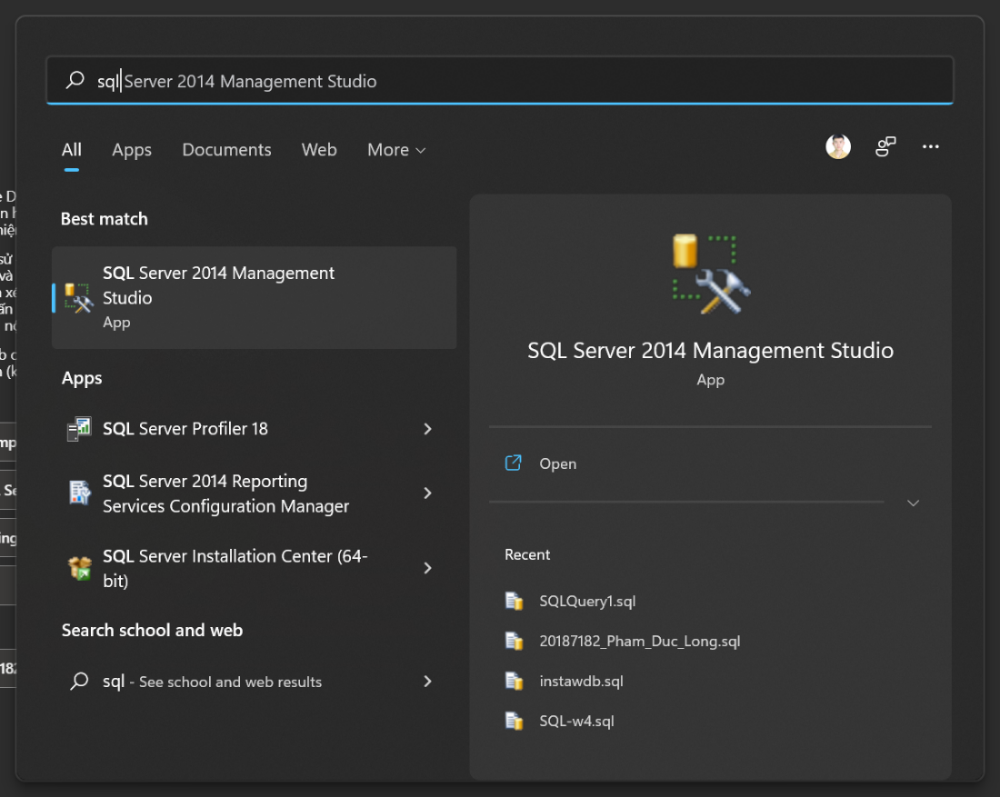 sql Server 2014 Management Studio
All Apps Documents Web More
Best match
SQL Server 2014 Management
Studio
App
Apps
SQL Server Profiler 18
SQL Server 2014 Reporting
Services Configuration Manager
SQL Server Installation Center (64-
bit)
Search school and web
sql - See school and web results
SQL Server 2014 Management Studio
App
Open
Recent
SQLQuery1.sql
20187182_Pham_Duc_Long.sql
instawdb.sql
SQL-w4.sql